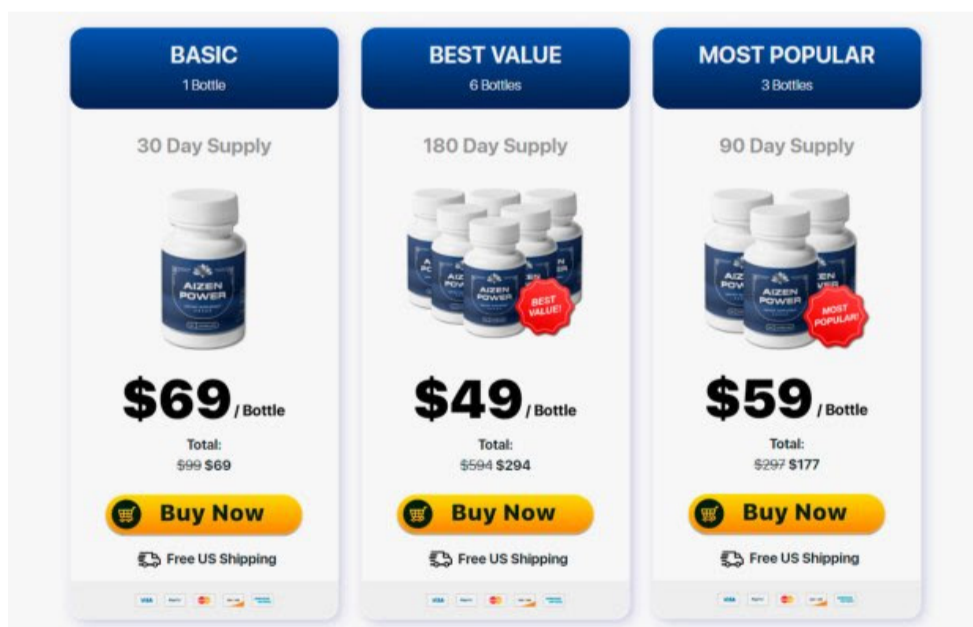 BASIC
1 Bottle
30 Day Supply
AIZEN
POWER
$69 / Bottle
Total:
$99 $69
Buy Now
Free US Shipping
VISA
BEST VALUE
6 Bottles
180 Day Supply
AIZEN
POWER
BEST
VALUE!
$49 / Bottle
Total:
$594 $294
Buy Now
Free US Shipping
VISA
MOST POPULAR
3 Bottles
90 Day Supply
AIZEN
POWER
MOST
POPULAR!
$59 / Bottle
Total:
$297 $177
Buy Now
Free US Shipping
VISA